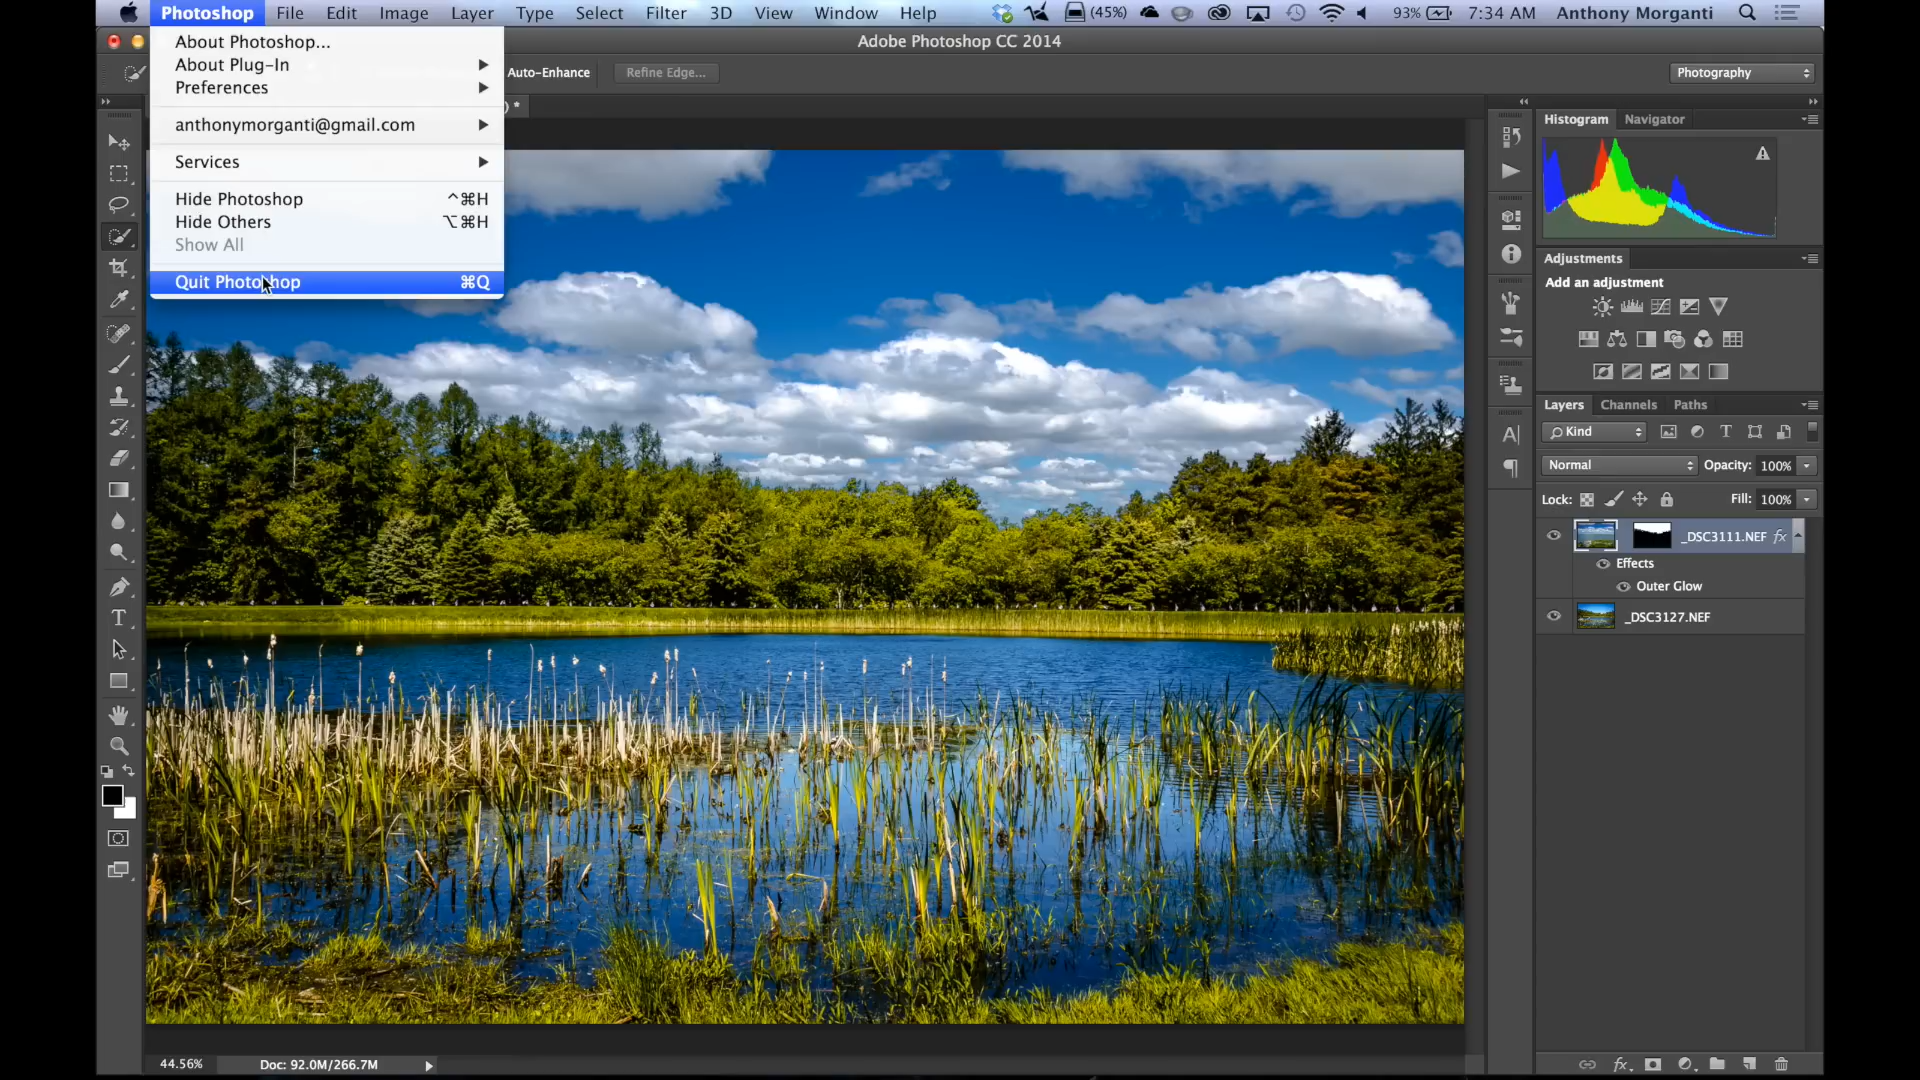 Photoshop File Edit Image Layer Type Select Filter 3D View Window Help (45%) 93% 7:34 AM Anthony Morganti
Adobe Photoshop CC 2014
About Photoshop...
About Plug-In
Preferences
anthonymorganti@gmail.com
Services
Hide Photoshop ^⌘H
Hide Others ⌥⌘H
Show All
Quit Photoshop ⌘Q
Auto-Enhance Refine Edge... Photography
) *
Histogram Navigator
Adjustments
Add an adjustment
Layers Channels Paths
Kind
Normal Opacity: 100%
Lock: Fill: 100%
_DSC3111.NEF fx
Effects
Outer Glow
_DSC3127.NEF
44.56% Doc: 92.0M/266.7M
fx